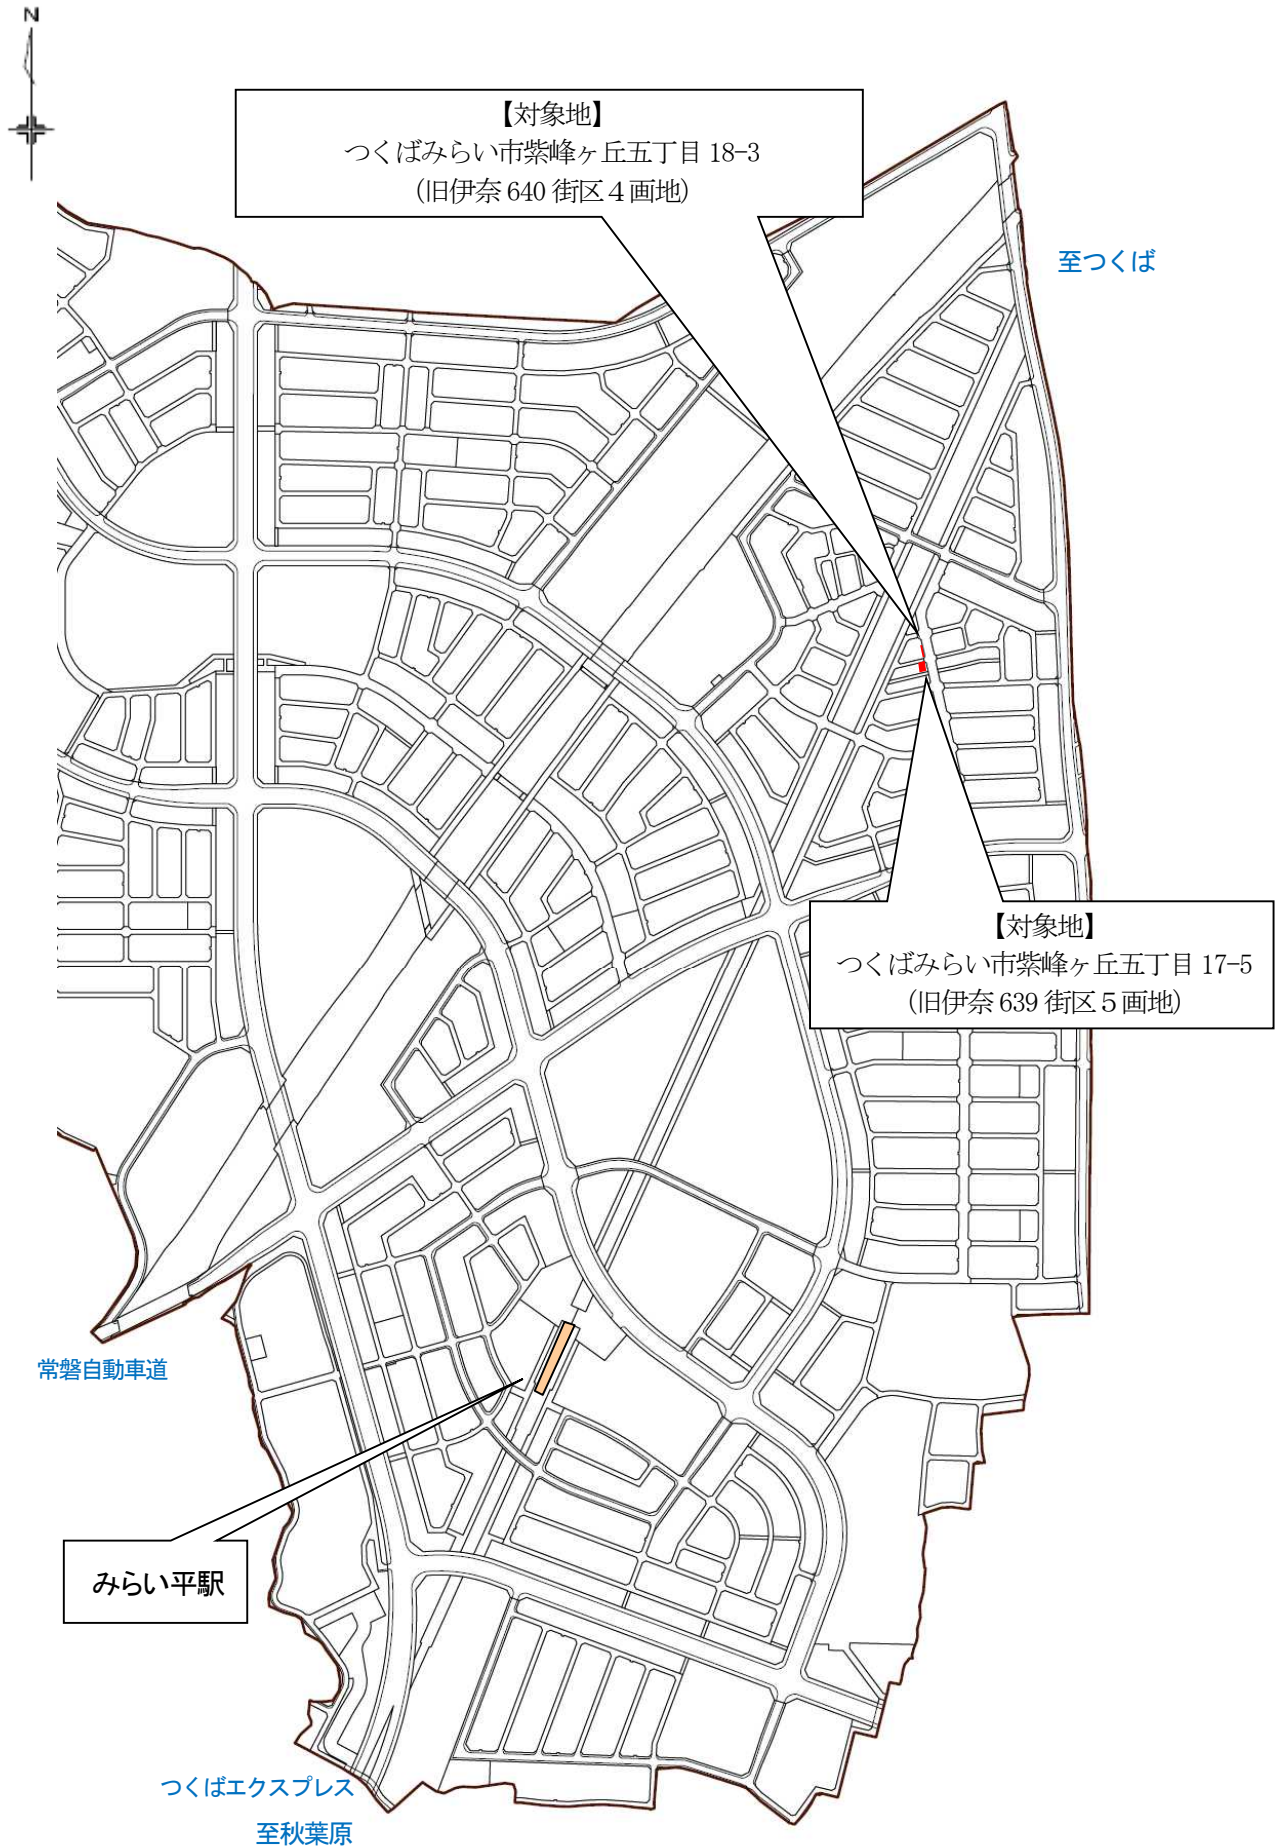 N
【対象地】
つくばみらい市紫峰ヶ丘五丁目 18-3
（旧伊奈 640 街区４画地）
至つくば
【対象地】
つくばみらい市紫峰ヶ丘五丁目 17-5
（旧伊奈 639 街区５画地）
常磐自動車道
みらい平駅
つくばエクスプレス
至秋葉原